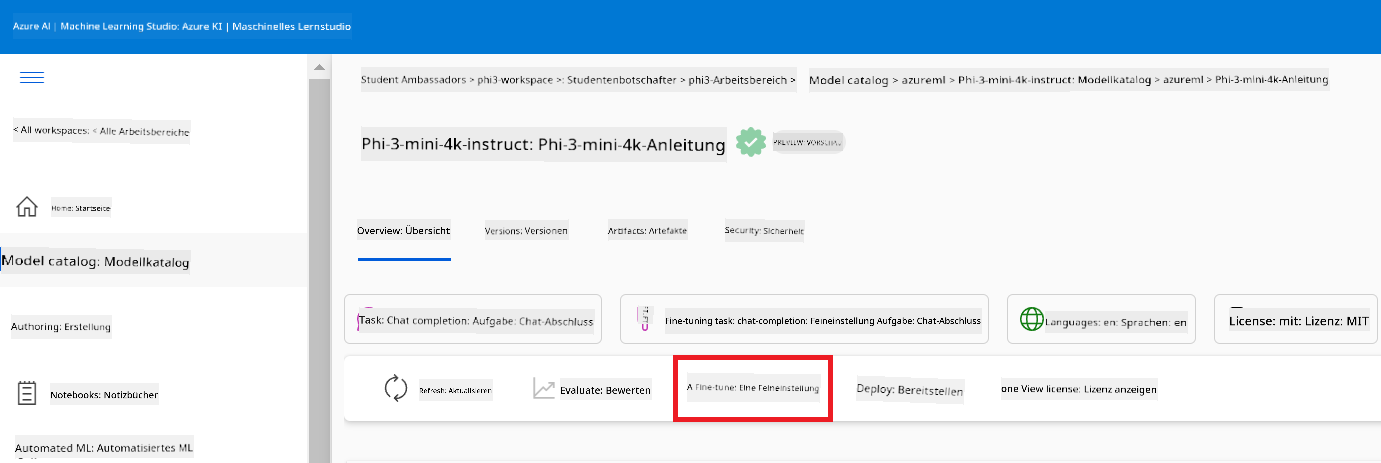 Azure AI | Machine Learning Studio: Azure KI | Maschinelles Lernstudio
Student Ambassadors > phi3-workspace >: Studentenbotschafter > phi3-Arbeitsbereich >
Model catalog > azureml > Phi-3-mini-4k-instruct: Modellkatalog > azureml > Phi-3-mini-4k-Anleitung
< All workspaces: < Alle Arbeitsbereiche
Phi-3-mini-4k-instruct: Phi-3-mini-4k-Anleitung
PREVIEW: VORSCHAU
Home: Startseite
Overview: Übersicht
Versions: Versionen
Artifacts: Artefakte
Security: Sicherheit
Model catalog: Modellkatalog
Authoring: Erstellung
Task: Chat completion: Aufgabe: Chat-Abschluss
Fine-tuning task: chat-completion: Feineinstellung Aufgabe: Chat-Abschluss
Languages: en: Sprachen: en
License: mit: Lizenz: MIT
Notebooks: Notizbücher
Refresh: Aktualisieren
Evaluate: Bewerten
A Fine-tune: Eine Feineinstellung
Deploy: Bereitstellen
one View license: Lizenz anzeigen
Automated ML: Automatisiertes ML